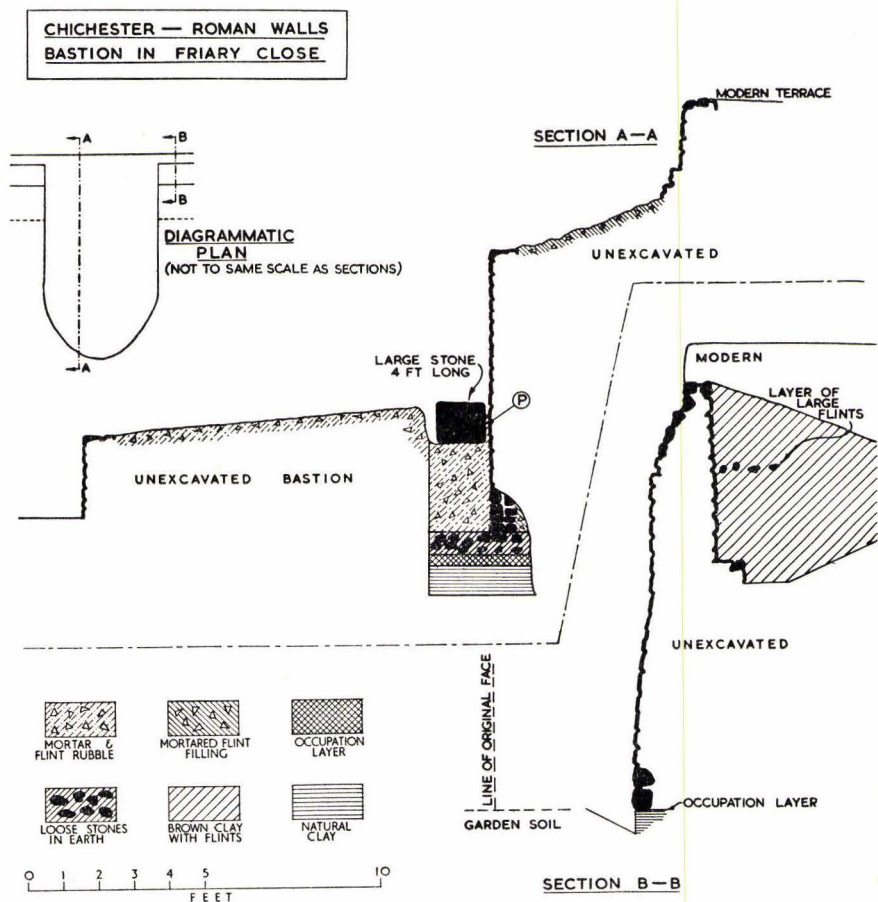 CHICHESTER — ROMAN WALLS
BASTION IN FRIARY CLOSE
A
B
B
A
DIAGRAMMATIC
PLAN
(NOT TO SAME SCALE AS SECTIONS)
SECTION A—A
MODERN TERRACE
UNEXCAVATED
LARGE STONE
4 FT LONG
P
MODERN
LAYER OF
LARGE
FLINTS
UNEXCAVATED BASTION
UNEXCAVATED
LINE OF ORIGINAL FACE
MORTAR &
FLINT RUBBLE
MORTARED FLINT
FILLING
OCCUPATION
LAYER
LOOSE STONES
IN EARTH
BROWN CLAY
WITH FLINTS
NATURAL
CLAY
GARDEN SOIL
OCCUPATION LAYER
0 1 2 3 4 5 10
FEET
SECTION B—B